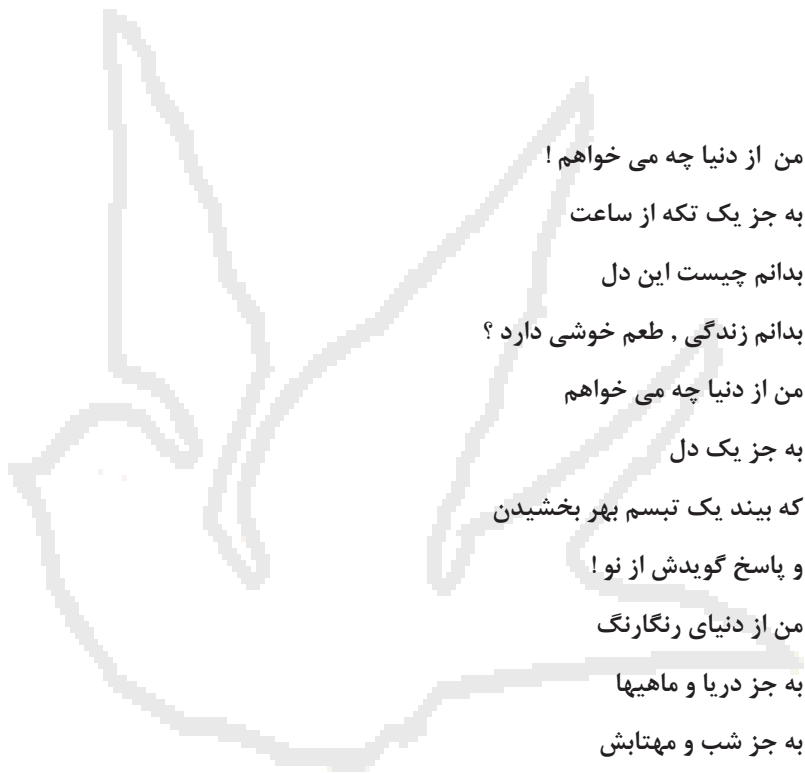 من از دنیا چه می خواهم !
به جز یک تکه از ساعت
بدانم چیست این دل
بدانم زندگی , طعم خوشی دارد ؟
من از دنیا چه می خواهم
به جز یک دل
که بیند یک تبسم بهر بخشیدن
و پاسخ گویدش از نو !
من از دنیای رنگارنگ
به جز دریا و ماهیها
به جز شب و مهتابش